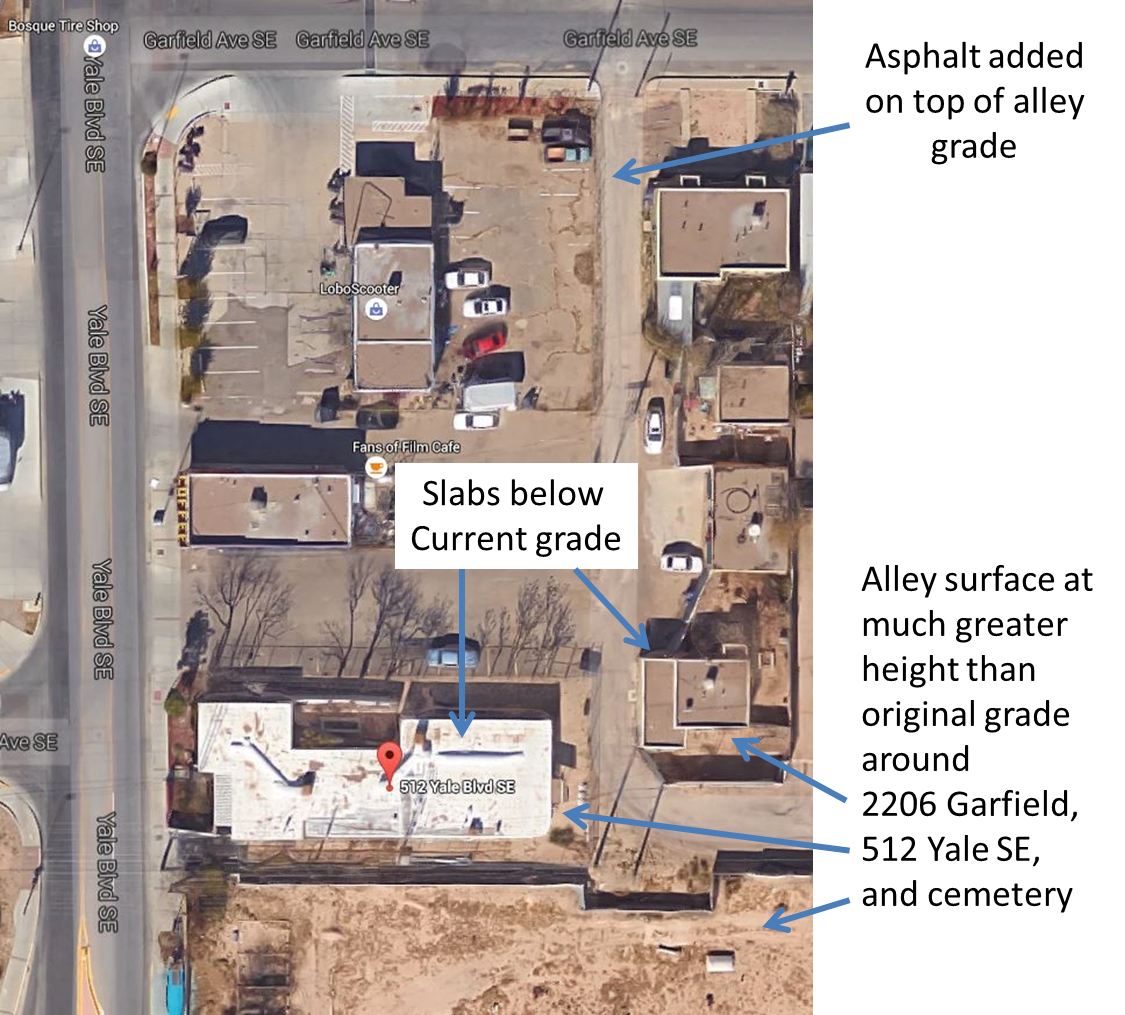 Bosque Tire Shop
Garfield Ave SE
Garfield Ave SE
Garfield Ave SE
Yale Blvd SE
Asphalt added
on top of alley
grade
LoboScooter
Yale Blvd SE
Fans of Film Cafe
Slabs below
Current grade
Yale Blvd SE
Alley surface at
much greater
height than
original grade
around
2206 Garfield,
512 Yale SE,
and cemetery
Ave SE
512 Yale Blvd SE
Yale Blvd SE